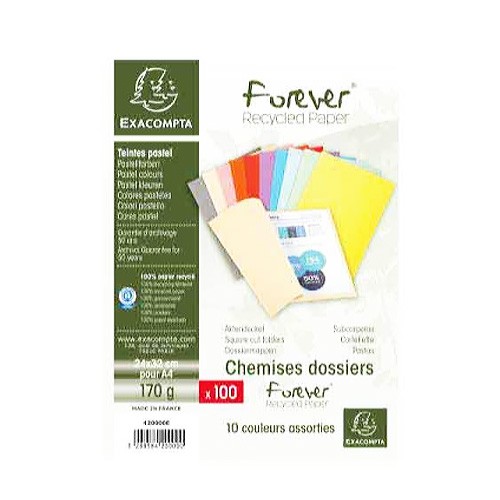 EXACOMPTA
Forever®
Recycled Paper
Teintes pastel
Pastellfarben
Pastel colours
Pastel kleuren
Colores pasteles
Colori pastello
Cores pastel
Garantie d'archivage
50 ans
Archival Guarantee for
50 years
100% papier recyclé
www.exacompta.com
24x32 cm
pour A4
170 g
x100
MADE IN FRANCE
Aktendeckel
Square cut folders
Dossiermappen
Subcarpetas
Cartellette
Pastas
Chemises dossiers
Forever
Recycled Paper
10 couleurs assorties
EXACOMPTA